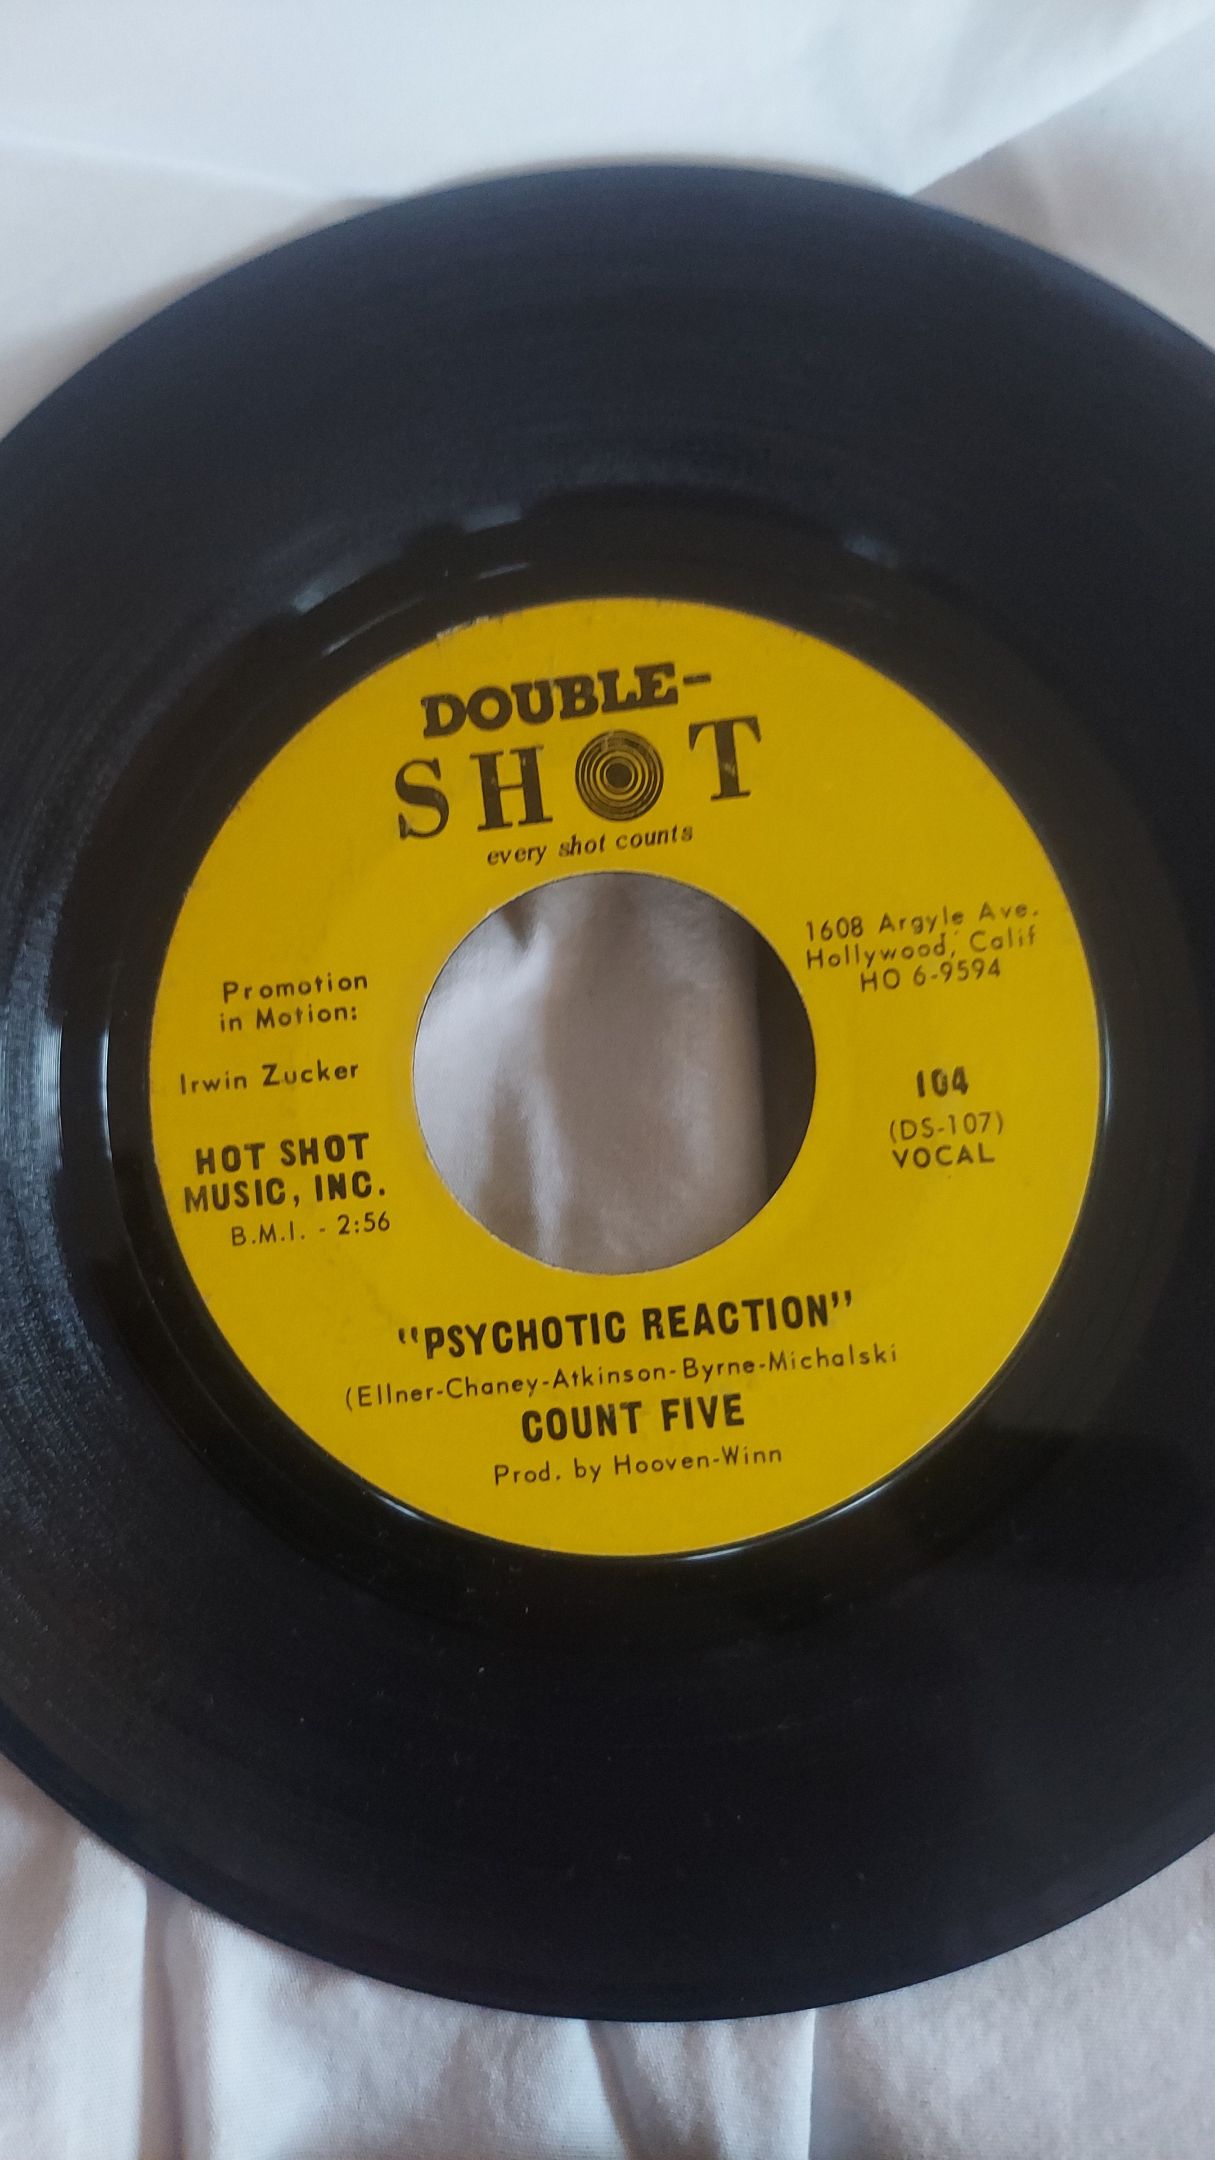 DOUBLE-
SHOT
every shot counts
1608 Argyle Ave.
Hollywood, Calif
HO 6-9594
Promotion
in Motion:
Irwin Zucker
HOT SHOT
MUSIC, INC.
B.M.I. - 2:56
104
(DS-107)
VOCAL
"PSYCHOTIC REACTION"
(Ellner-Chaney-Atkinson-Byrne-Michalski
COUNT FIVE
Prod. by Hooven-Winn